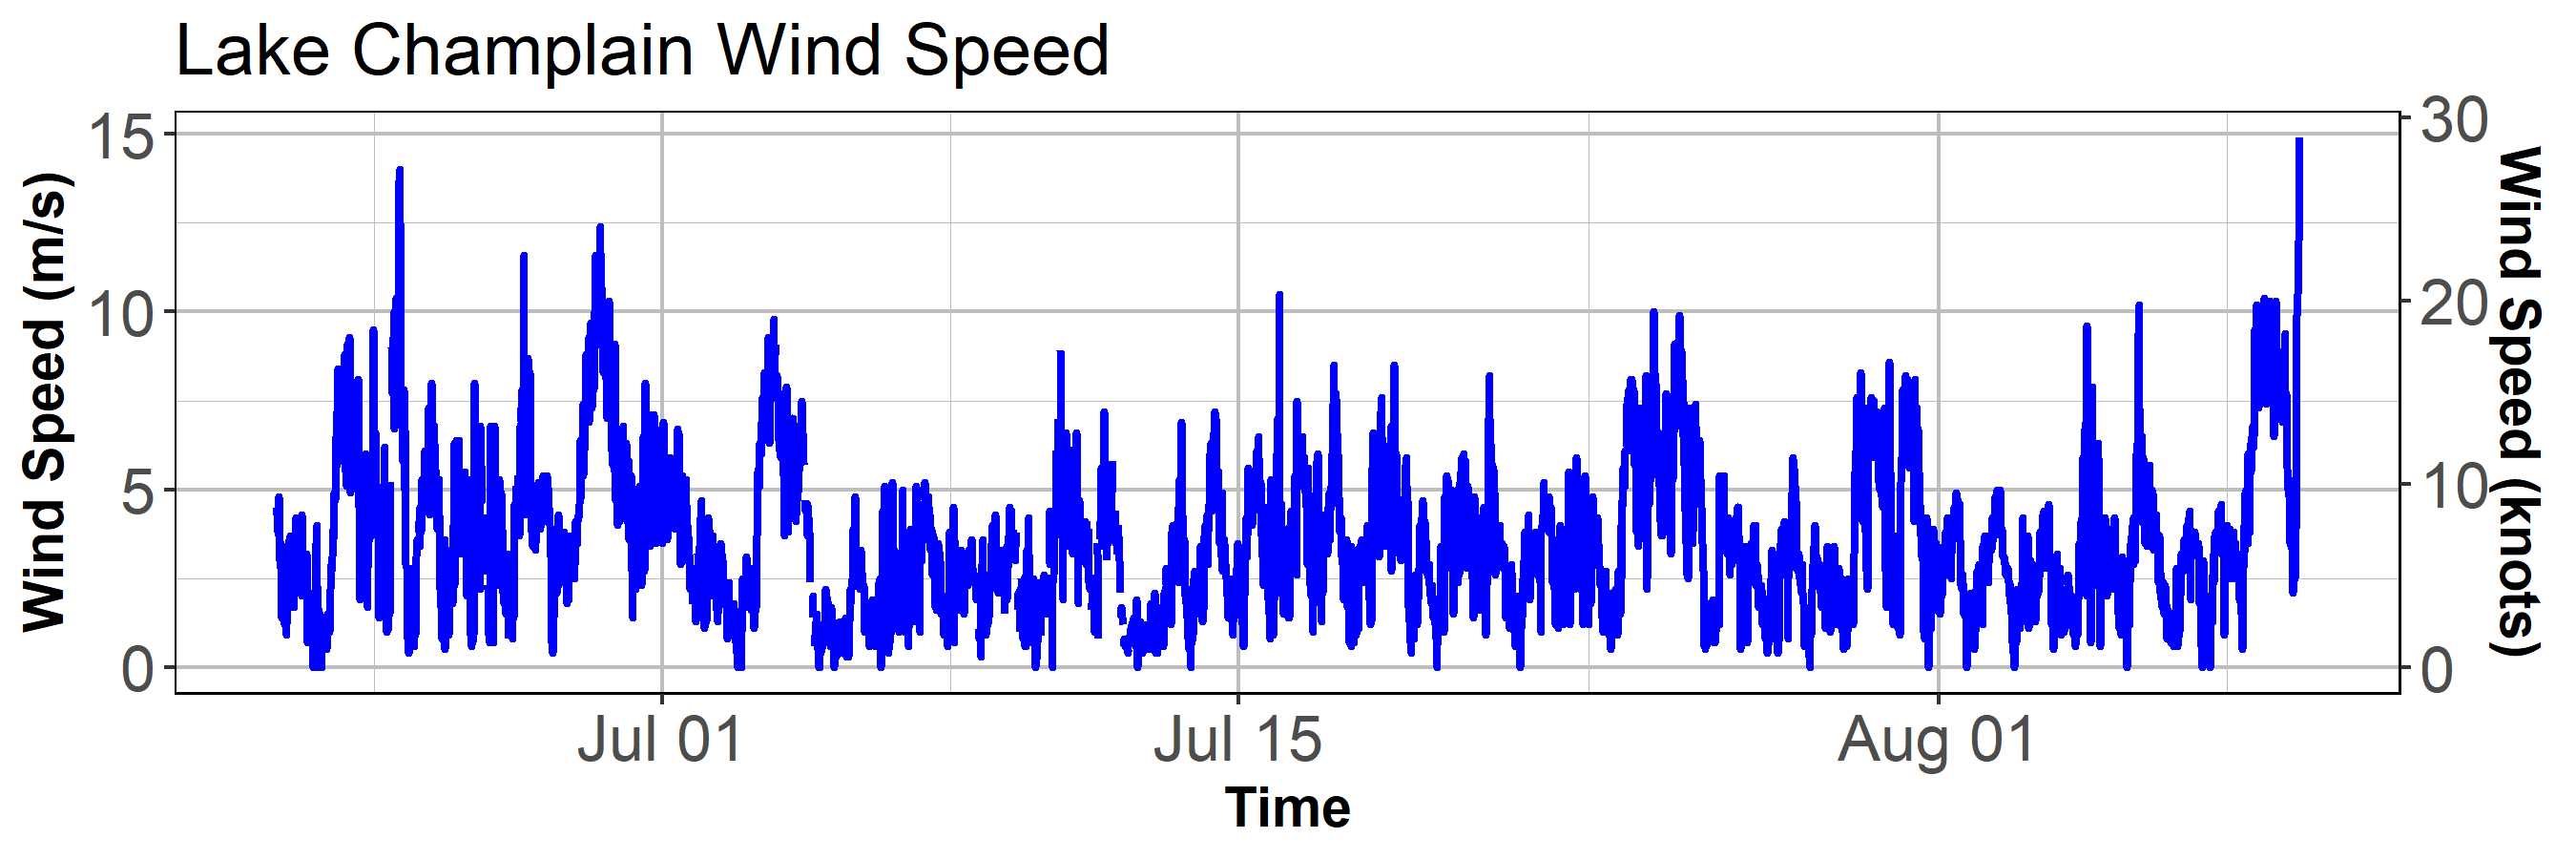 Lake Champlain Wind Speed
15
10
5
0
Wind Speed (m/s)
30
20
10
0
Wind Speed (knots)
Jul 01
Jul 15
Aug 01
Time